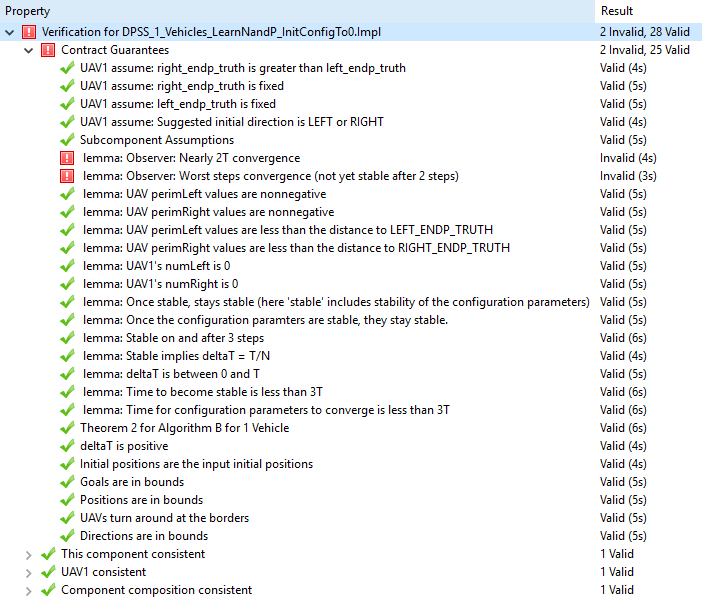 Property Result
Verification for DPSS_1_Vehicles_LearnNandP_InitConfigTo0.Impl 2 Invalid, 28 Valid
Contract Guarantees 2 Invalid, 25 Valid
UAV1 assume: right_endp_truth is greater than left_endp_truth Valid (4s)
UAV1 assume: right_endp_truth is fixed Valid (5s)
UAV1 assume: left_endp_truth is fixed Valid (5s)
UAV1 assume: Suggested initial direction is LEFT or RIGHT Valid (4s)
Subcomponent Assumptions Valid (5s)
lemma: Observer: Nearly 2T convergence Invalid (4s)
lemma: Observer: Worst steps convergence (not yet stable after 2 steps) Invalid (3s)
lemma: UAV perimLeft values are nonnegative Valid (5s)
lemma: UAV perimRight values are nonnegative Valid (5s)
lemma: UAV perimLeft values are less than the distance to LEFT_ENDP_TRUTH Valid (5s)
lemma: UAV perimRight values are less than the distance to RIGHT_ENDP_TRUTH Valid (5s)
lemma: UAV1's numLeft is 0 Valid (5s)
lemma: UAV1's numRight is 0 Valid (5s)
lemma: Once stable, stays stable (here 'stable' includes stability of the configuration parameters) Valid (5s)
lemma: Once the configuration paramters are stable, they stay stable. Valid (5s)
lemma: Stable on and after 3 steps Valid (6s)
lemma: Stable implies deltaT = T/N Valid (4s)
lemma: deltaT is between 0 and T Valid (5s)
lemma: Time to become stable is less than 3T Valid (6s)
lemma: Time for configuration parameters to converge is less than 3T Valid (6s)
Theorem 2 for Algorithm B for 1 Vehicle Valid (6s)
deltaT is positive Valid (4s)
Initial positions are the input initial positions Valid (4s)
Goals are in bounds Valid (5s)
Positions are in bounds Valid (5s)
UAVs turn around at the borders Valid (5s)
Directions are in bounds Valid (5s)
This component consistent 1 Valid
UAV1 consistent 1 Valid
Component composition consistent 1 Valid